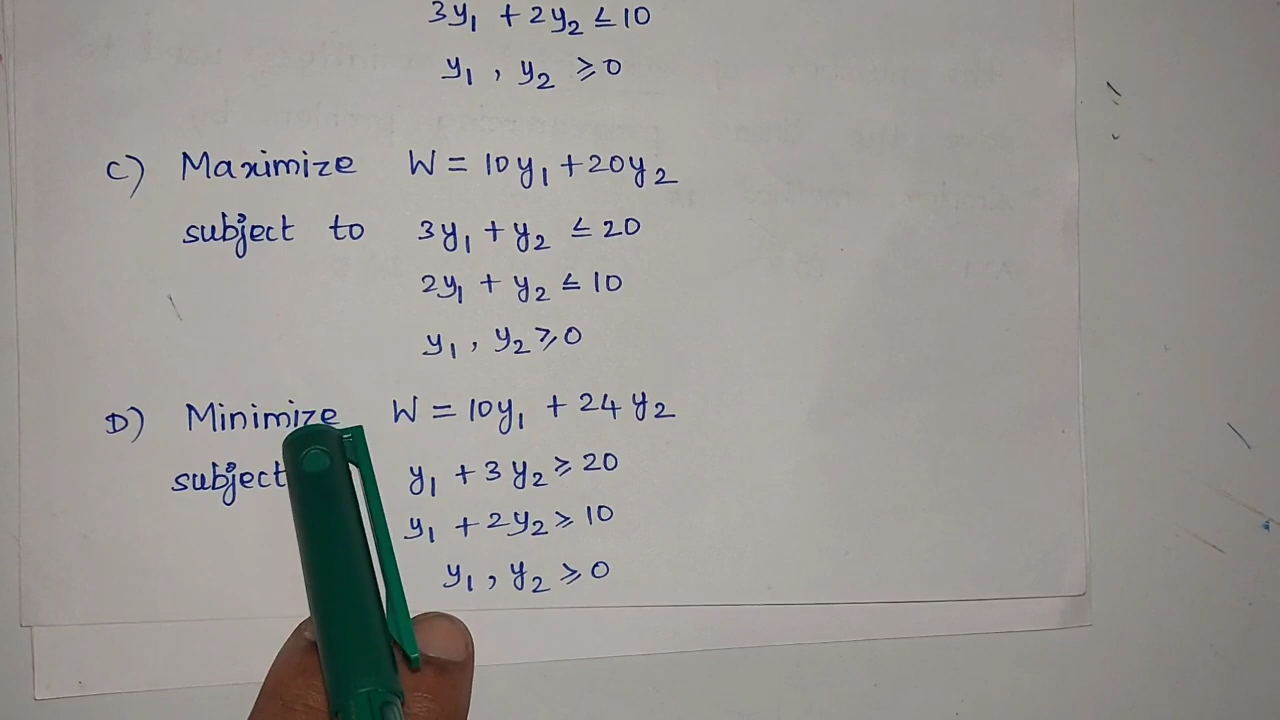 3y₁ + 2y₂ ≤ 10
y₁, y₂ ≥ 0
C) Maximize W = 10y₁ + 20y₂
subject to 3y₁ + y₂ ≤ 20
2y₁ + y₂ ≤ 10
y₁, y₂ ≥ 0
D) Minimize W = 10y₁ + 24y₂
subject y₁ + 3y₂ ≥ 20
y₁ + 2y₂ ≥ 10
y₁, y₂ ≥ 0